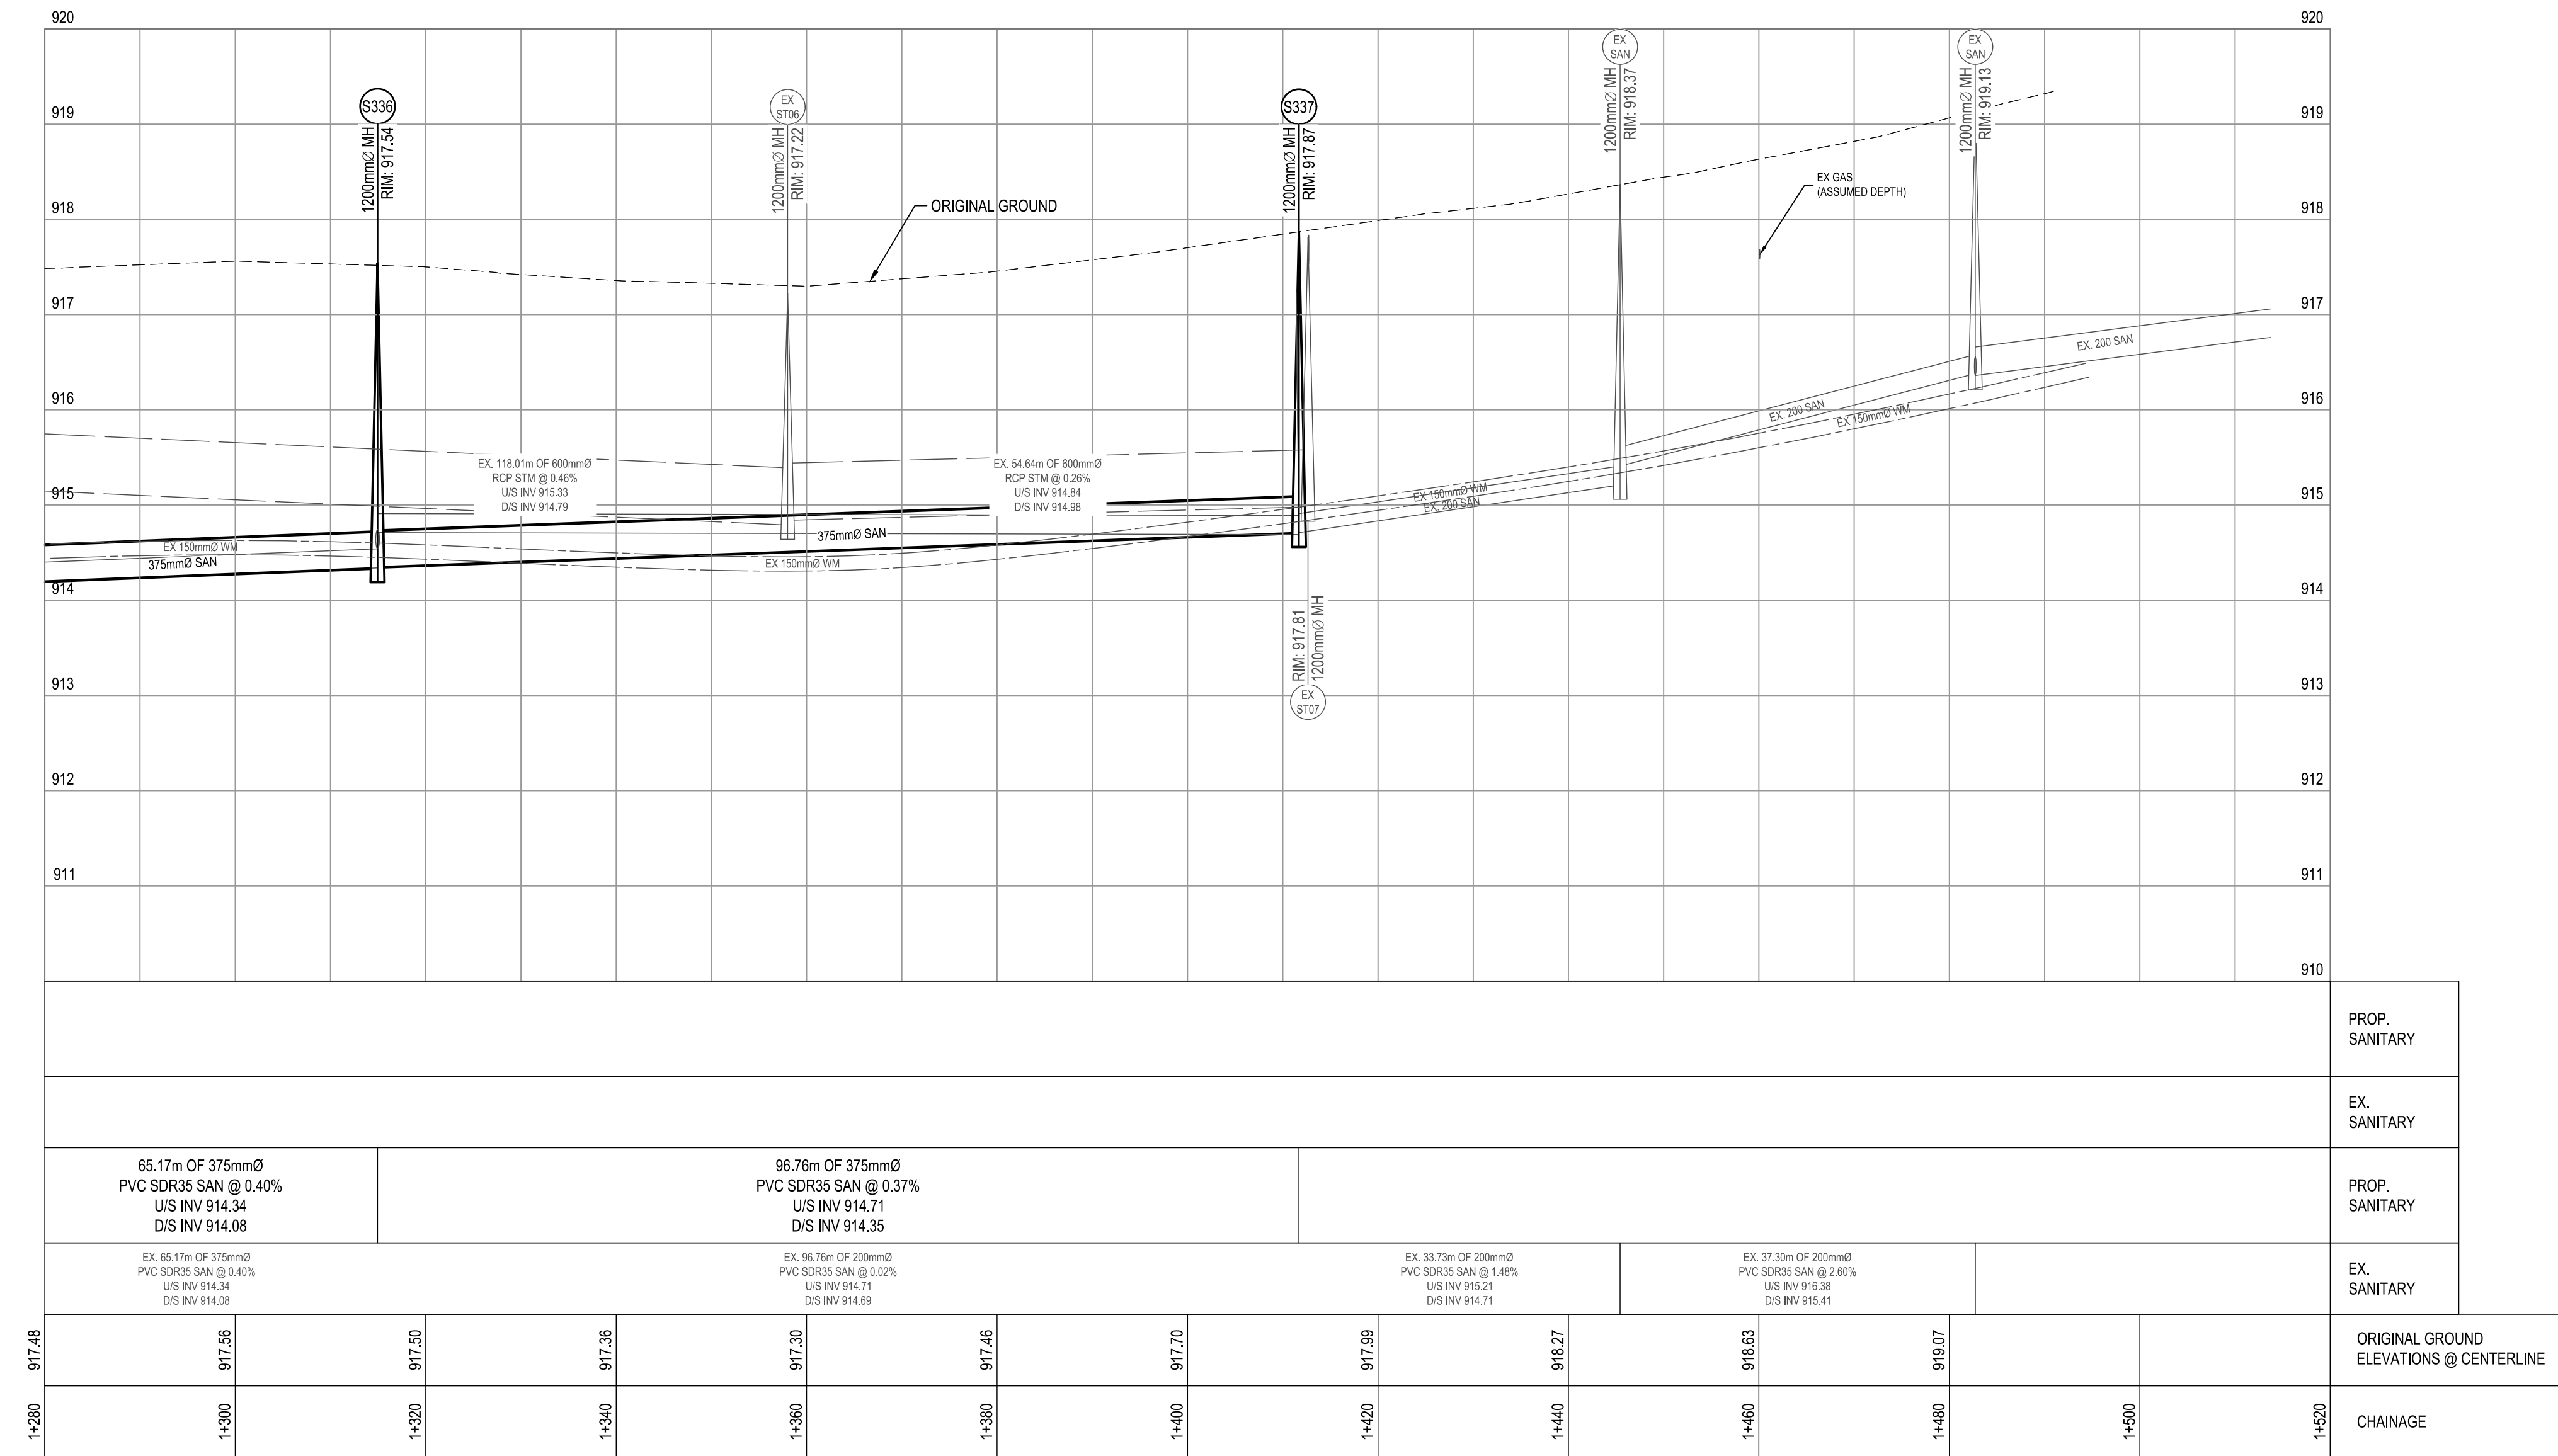 920
920
919
919
918
918
917
917
916
916
915
915
914
914
913
913
912
912
911
911
910
S336
1200mmØ MH
RIM: 917.54
EX
ST06
1200mmØ MH
RIM: 917.22
ORIGINAL GROUND
S337
1200mmØ MH
RIM: 917.87
EX
SAN
1200mmØ MH
RIM: 918.37
EX GAS
(ASSUMED DEPTH)
EX
SAN
1200mmØ MH
RIM: 919.13
EX. 118.01m OF 600mmØ
RCP STM @ 0.46%
U/S INV 915.33
D/S INV 914.79
EX. 54.64m OF 600mmØ
RCP STM @ 0.26%
U/S INV 914.84
D/S INV 914.98
EX. 200 SAN
EX. 200 SAN
EX 150mmØ WM
EX 150mmØ WM
EX. 200 SAN
EX 150mmØ WM
375mmØ SAN
375mmØ SAN
EX 150mmØ WM
RIM: 917.81
1200mmØ MH
EX
ST07
PROP.
SANITARY
EX.
SANITARY
65.17m OF 375mmØ
PVC SDR35 SAN @ 0.40%
U/S INV 914.34
D/S INV 914.08
96.76m OF 375mmØ
PVC SDR35 SAN @ 0.37%
U/S INV 914.71
D/S INV 914.35
PROP.
SANITARY
EX. 65.17m OF 375mmØ
PVC SDR35 SAN @ 0.40%
U/S INV 914.34
D/S INV 914.08
EX. 96.76m OF 200mmØ
PVC SDR35 SAN @ 0.02%
U/S INV 914.71
D/S INV 914.69
EX. 33.73m OF 200mmØ
PVC SDR35 SAN @ 1.48%
U/S INV 915.21
D/S INV 914.71
EX. 37.30m OF 200mmØ
PVC SDR35 SAN @ 2.60%
U/S INV 916.38
D/S INV 915.41
EX.
SANITARY
917.48
917.56
917.50
917.36
917.30
917.46
917.70
917.99
918.27
918.63
919.07
ORIGINAL GROUND
ELEVATIONS @ CENTERLINE
1+280
1+300
1+320
1+340
1+360
1+380
1+400
1+420
1+440
1+460
1+480
1+500
1+520
CHAINAGE